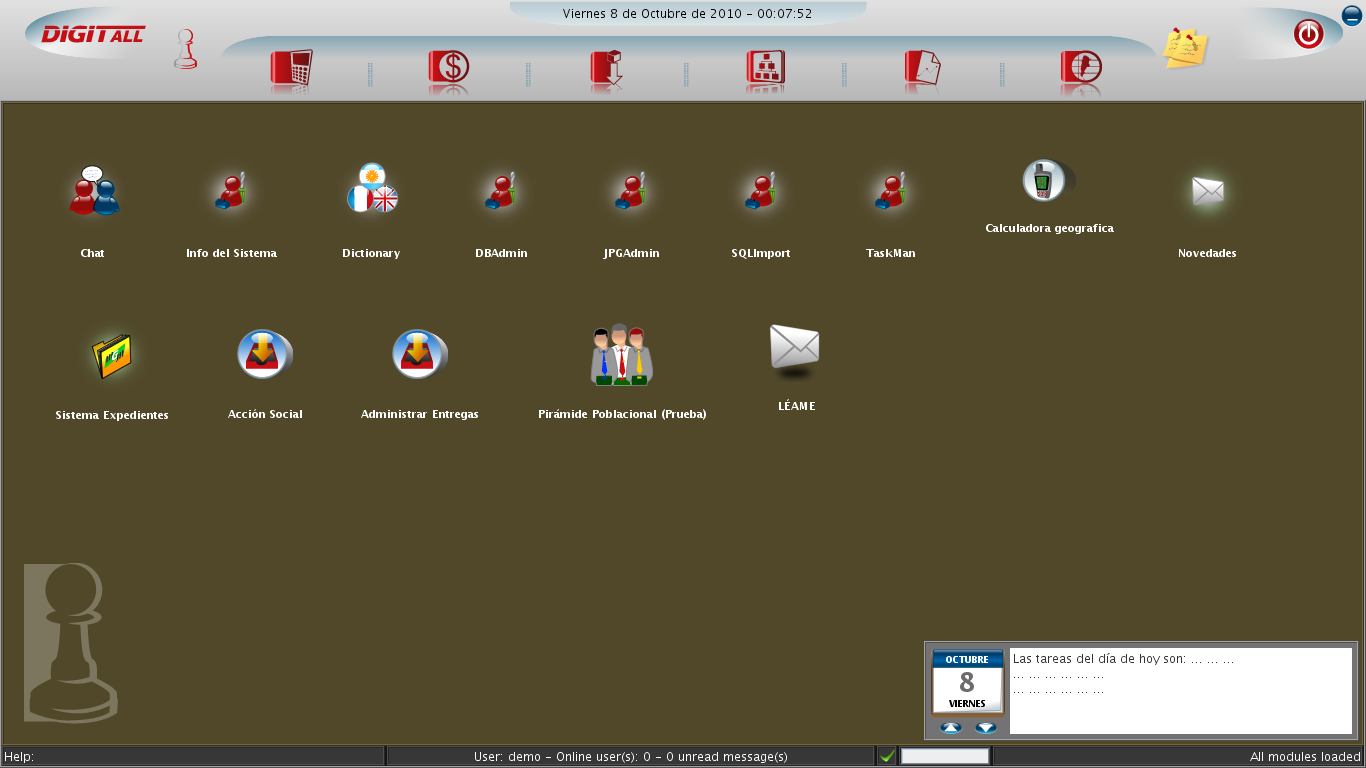 Viernes 8 de Octubre de 2010 - 00:07:52
DIGITALL
$
Chat
Info del Sistema
Dictionary
DBAdmin
JPGAdmin
SQLImport
TaskMan
Calculadora geografica
Novedades
Sistema Expedientes
Acción Social
Administrar Entregas
Pirámide Poblacional (Prueba)
LÉAME
OCTUBRE
8
VIERNES
Las tareas del día de hoy son: ... ... ...
... ... ... ... ... ...
... ... ... ... ... ...
Help:
User: demo - Online user(s): 0 - 0 unread message(s)
All modules loaded